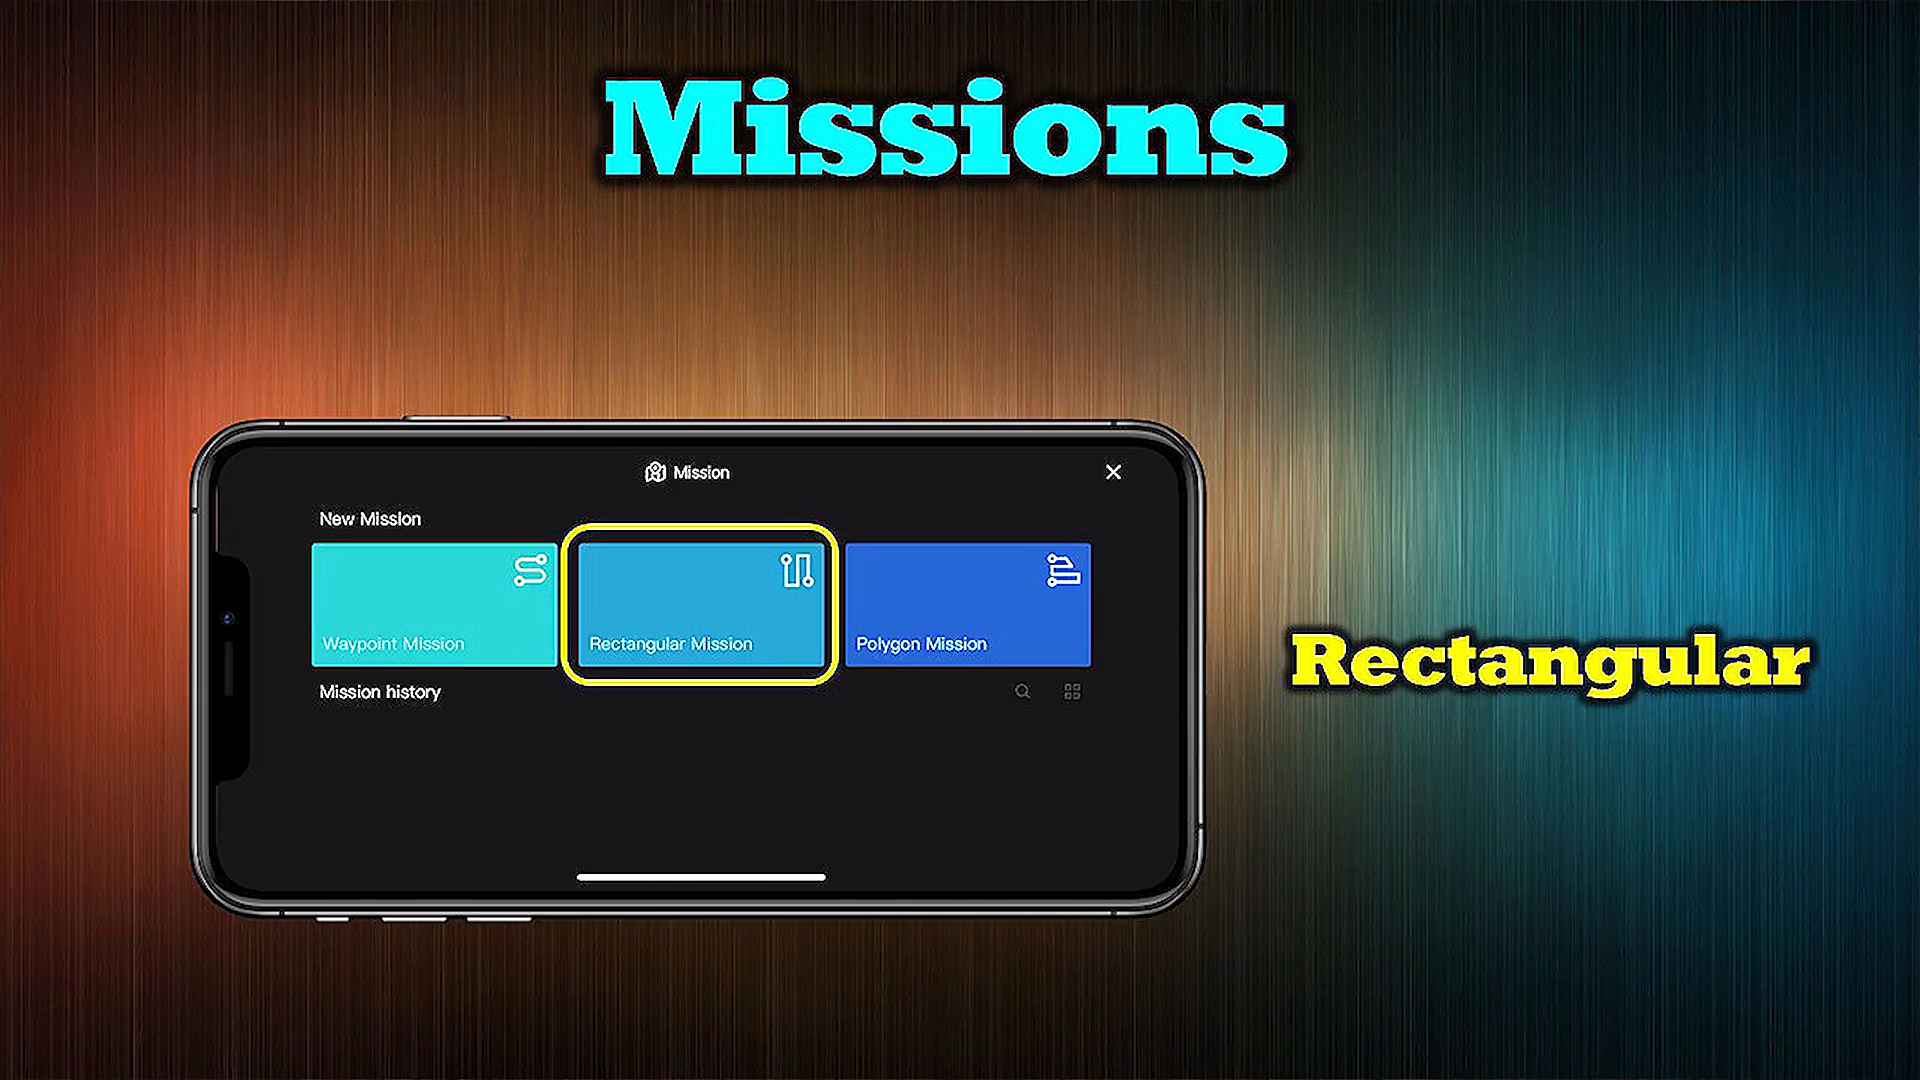 Missions
Mission
New Mission
Waypoint Mission
Rectangular Mission
Polygon Mission
Mission history
Rectangular